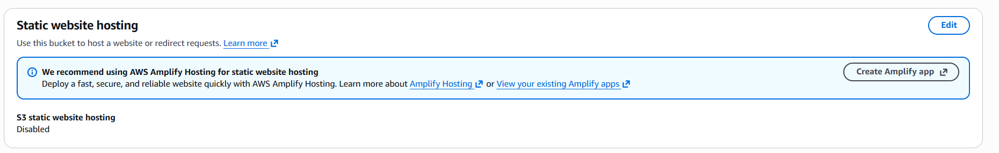 Static website hosting
Edit
Use this bucket to host a website or redirect requests. Learn more
We recommend using AWS Amplify Hosting for static website hosting
Create Amplify app
Deploy a fast, secure, and reliable website quickly with AWS Amplify Hosting. Learn more about Amplify Hosting or View your existing Amplify apps
S3 static website hosting
Disabled